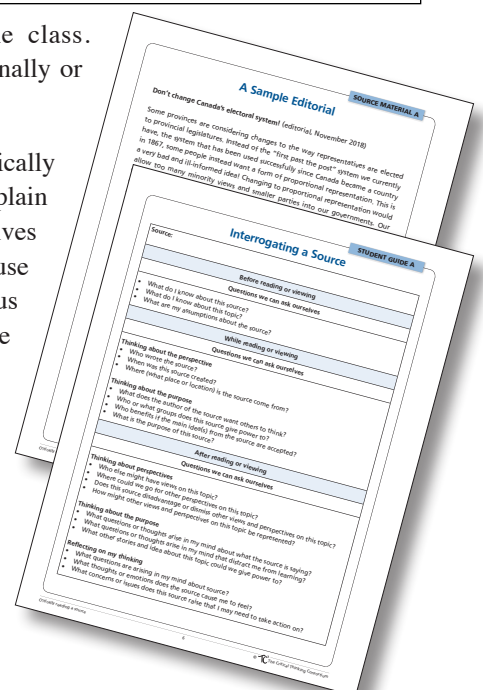 e class.
nally or
ically
plain
ives
use
us
e
SOURCE MATERIAL A
A Sample Editorial
Don't change Canada's electoral system! (editorial, November 2018)
Some provinces are considering changes to the way representatives are elected
to provincial legislatures. Instead of the "first past the post" system we currently
have, the system that has been used successfully since Canada became a country
in 1867, some people instead want a form of proportional representation. This is
a very bad and ill-informed idea! Changing to proportional representation would
allow too many minority views and smaller parties into our governments. Our
STUDENT GUIDE A
Interrogating a Source
Source:
Before reading or viewing
Questions we can ask ourselves
• What do I know about this source?
• What do I know about this topic?
• What are my assumptions about the source?
While reading or viewing
Questions we can ask ourselves
Thinking about the perspective
• Who wrote the source?
• When was this source created?
• Where (what place or location) is the source come from?
Thinking about the purpose
• What does the author of the source want others to think?
• Who or what groups does this source give power to?
• Who benefits if the main idea(s) from the source are accepted?
• What is the purpose of this source?
After reading or viewing
Questions we can ask ourselves
Thinking about perspectives
• Who else might have views on this topic?
• Where could we go for other perspectives on this topic?
• Does this source disadvantage or dismiss other views and perspectives on this topic?
• How might other views and perspectives on this topic be represented?
Thinking about the purpose
• What questions or thoughts arise in my mind about what the source is saying?
• What questions or thoughts arise in my mind that distract me from learning?
• What other stories and idea about this topic could we give power to?
Reflecting on my thinking
• What questions are arising in my mind about source?
• What thoughts or emotions does the source cause me to feel?
• What concerns or issues does this source raise that I may need to take action on?
Critically reading a source
© The Critical Thinking Consortium